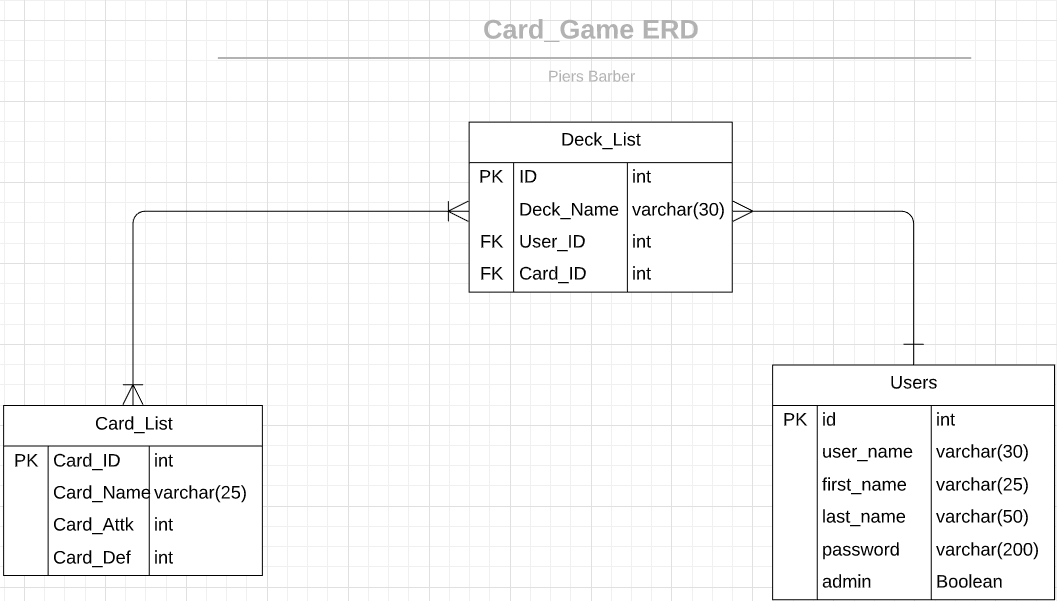 Card_Game ERD
Piers Barber
Deck_List
PK ID int
Deck_Name varchar(30)
FK User_ID int
FK Card_ID int
Card_List
PK Card_ID int
Card_Name varchar(25)
Card_Attk int
Card_Def int
Users
PK id int
user_name varchar(30)
first_name varchar(25)
last_name varchar(50)
password varchar(200)
admin Boolean